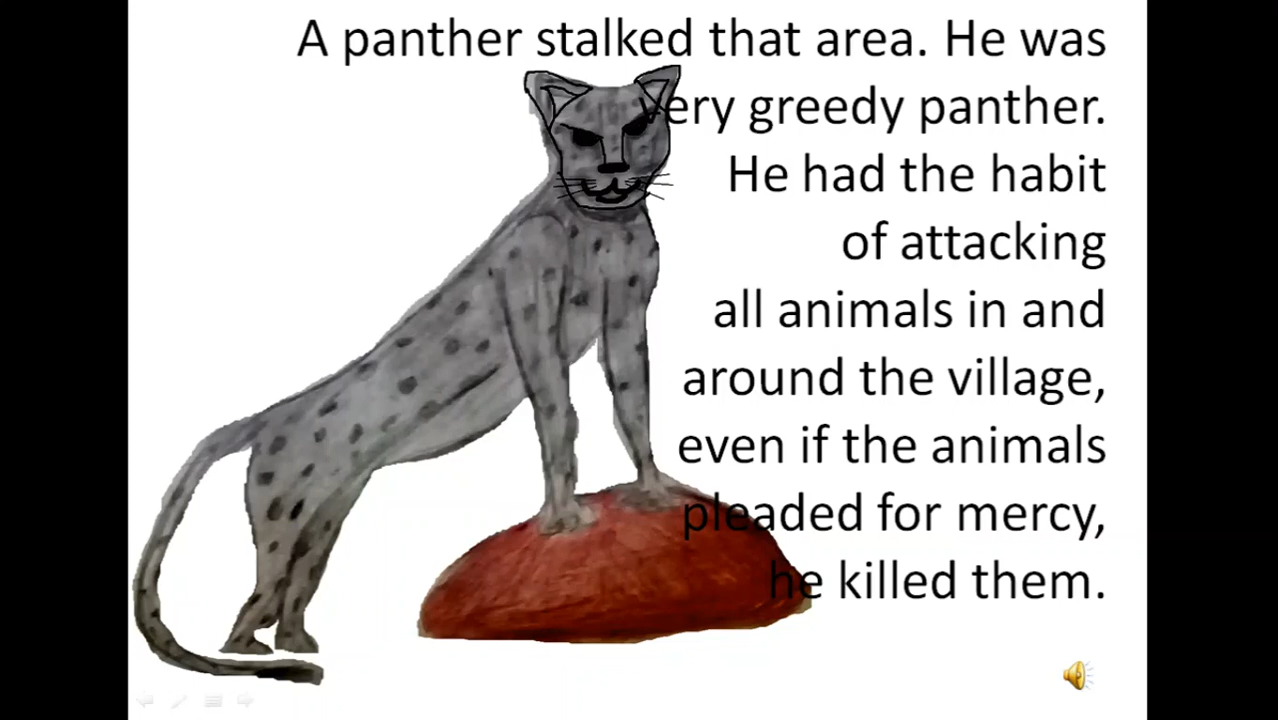 A panther stalked that area. He was
very greedy panther.
He had the habit
of attacking
all animals in and
around the village,
even if the animals
pleaded for mercy,
he killed them.